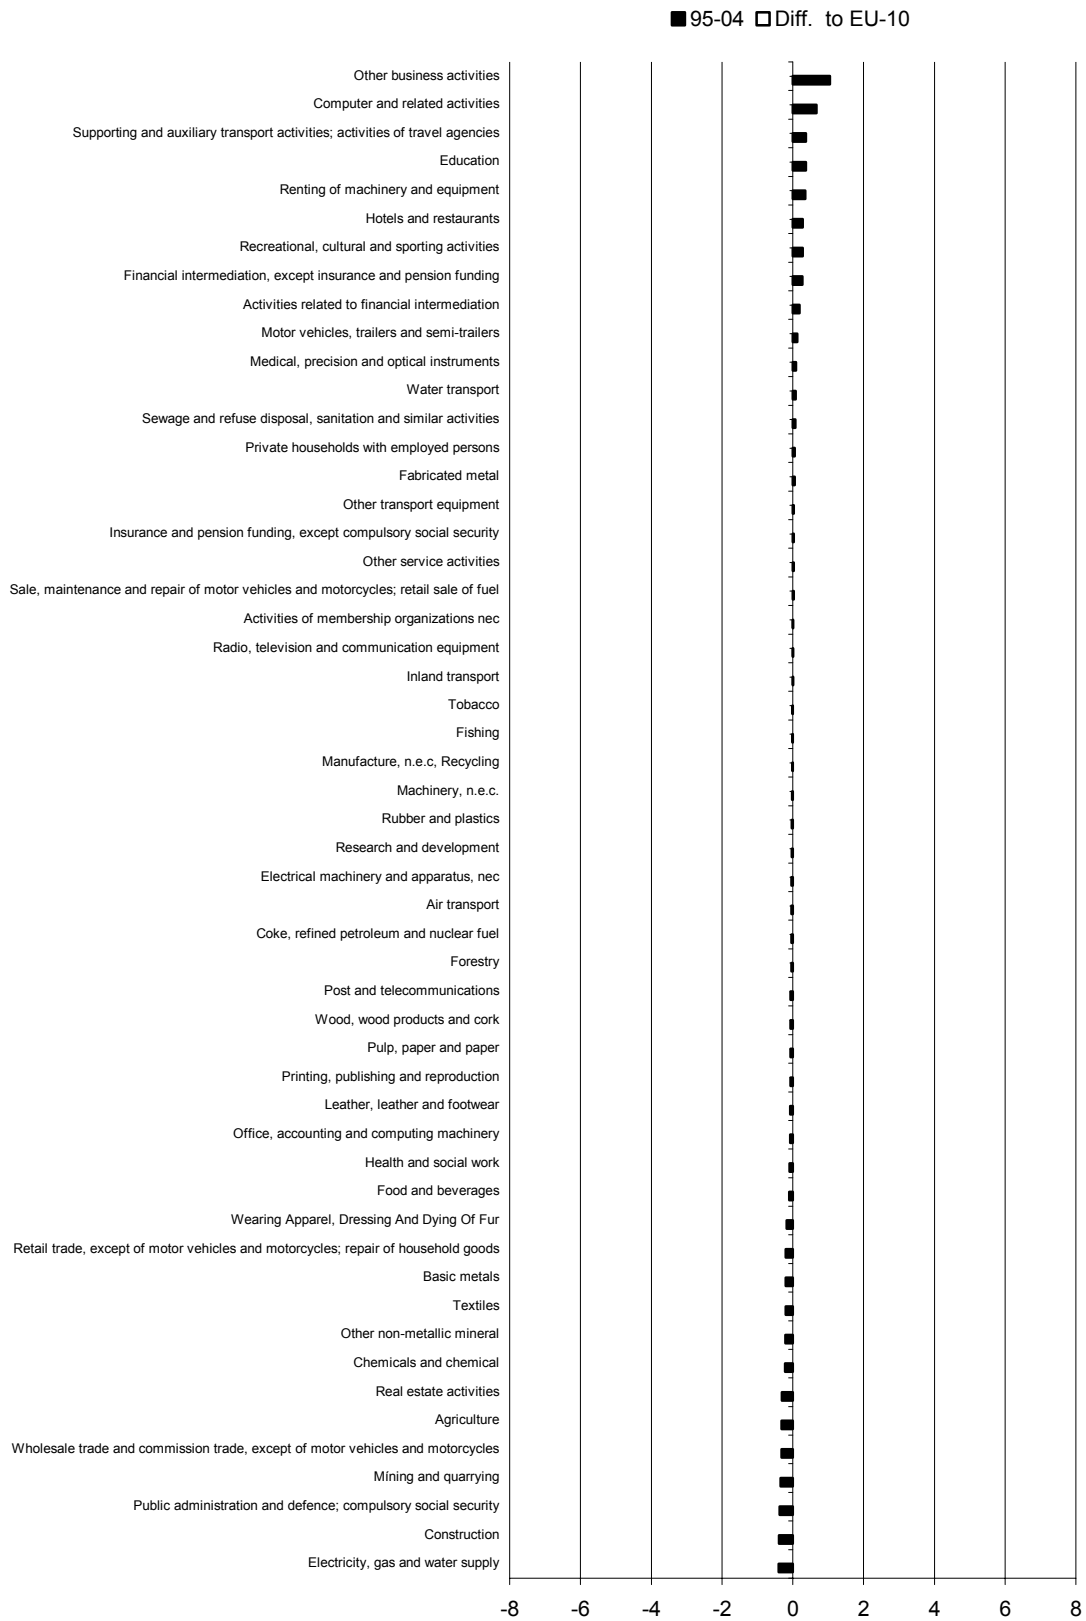 95-04 Diff. to EU-10
Other business activities
Computer and related activities
Supporting and auxiliary transport activities; activities of travel agencies
Education
Renting of machinery and equipment
Hotels and restaurants
Recreational, cultural and sporting activities
Financial intermediation, except insurance and pension funding
Activities related to financial intermediation
Motor vehicles, trailers and semi-trailers
Medical, precision and optical instruments
Water transport
Sewage and refuse disposal, sanitation and similar activities
Private households with employed persons
Fabricated metal
Other transport equipment
Insurance and pension funding, except compulsory social security
Other service activities
Sale, maintenance and repair of motor vehicles and motorcycles; retail sale of fuel
Activities of membership organizations nec
Radio, television and communication equipment
Inland transport
Tobacco
Fishing
Manufacture, n.e.c, Recycling
Machinery, n.e.c.
Rubber and plastics
Research and development
Electrical machinery and apparatus, nec
Air transport
Coke, refined petroleum and nuclear fuel
Forestry
Post and telecommunications
Wood, wood products and cork
Pulp, paper and paper
Printing, publishing and reproduction
Leather, leather and footwear
Office, accounting and computing machinery
Health and social work
Food and beverages
Wearing Apparel, Dressing And Dying Of Fur
Retail trade, except of motor vehicles and motorcycles; repair of household goods
Basic metals
Textiles
Other non-metallic mineral
Chemicals and chemical
Real estate activities
Agriculture
Wholesale trade and commission trade, except of motor vehicles and motorcycles
Míning and quarrying
Public administration and defence; compulsory social security
Construction
Electricity, gas and water supply
-8 -6 -4 -2 0 2 4 6 8